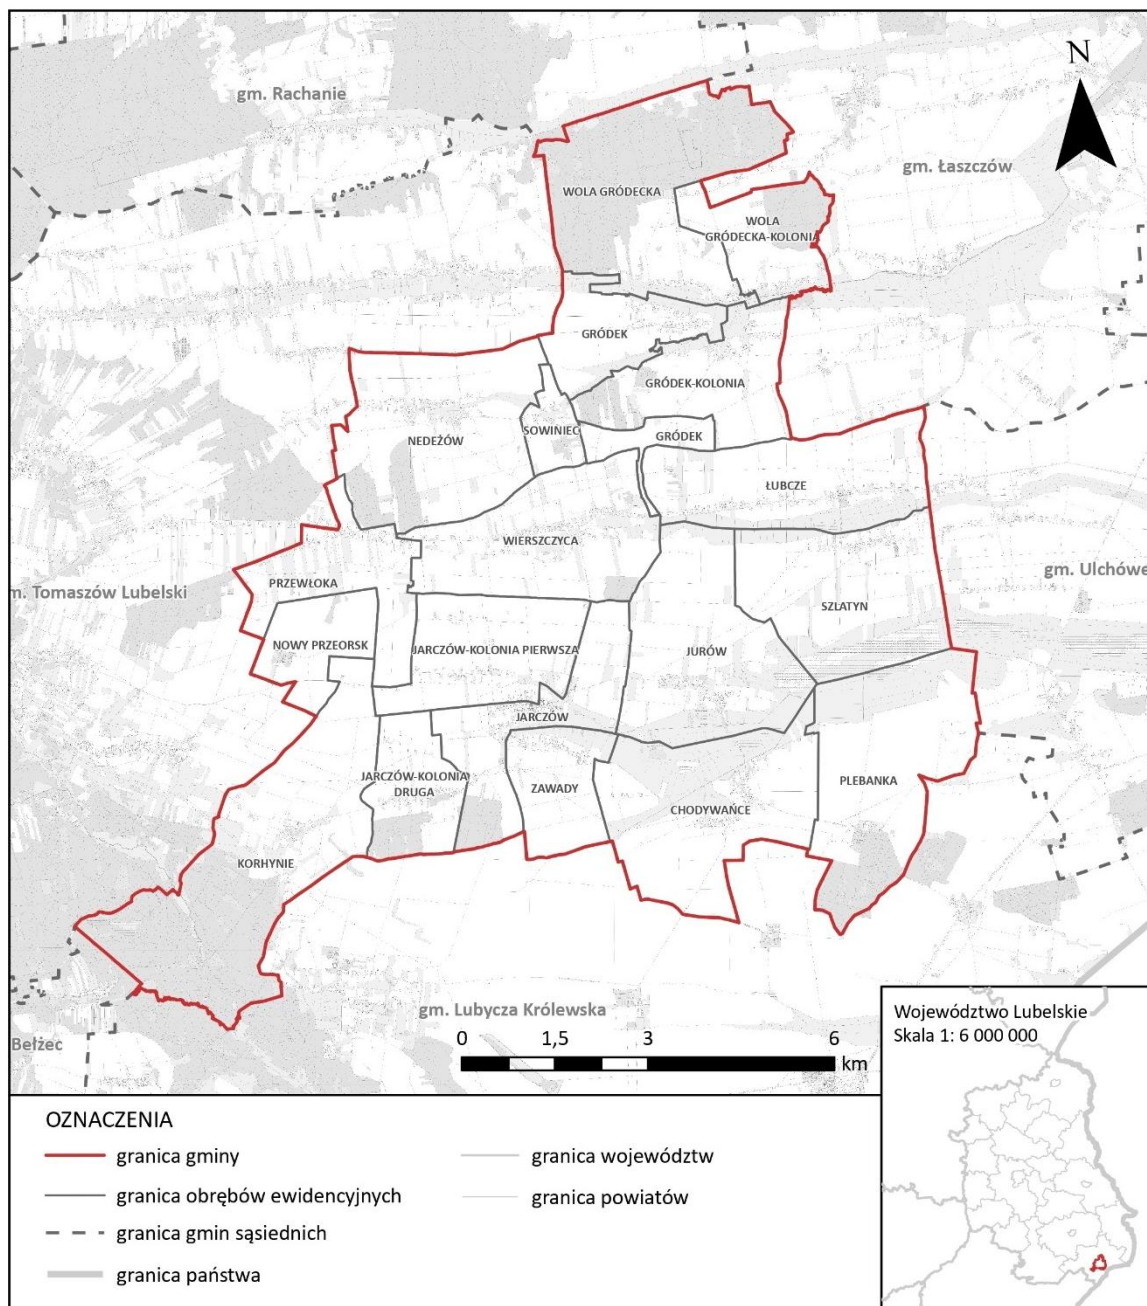 N
gm. Rachanie
gm. Łaszczów
WOLA GRÓDECKA
WOLA
GRÓDECKA-KOLONIA
GRÓDEK
GRÓDEK-KOLONIA
NEDEŻÓW
SOWINIEC
GRÓDEK
ŁUBCZE
WIERSZCZYCA
PRZEWŁOKA
gm. Ulchówe
m. Tomaszów Lubelski
SZLATYN
NOWY PRZEORSK
JARCZÓW-KOLONIA PIERWSZA
JURÓW
JARCZÓW
JARCZÓW-KOLONIA
DRUGA
ZAWADY
PLEBANKA
CHODYWAŃCE
KORHYNIE
gm. Lubycza Królewska
Bełżec
0 1,5 3 6
km
Województwo Lubelskie
Skala 1: 6 000 000
OZNACZENIA
granica gminy
granica województw
granica obrębów ewidencyjnych
granica powiatów
granica gmin sąsiednich
granica państwa